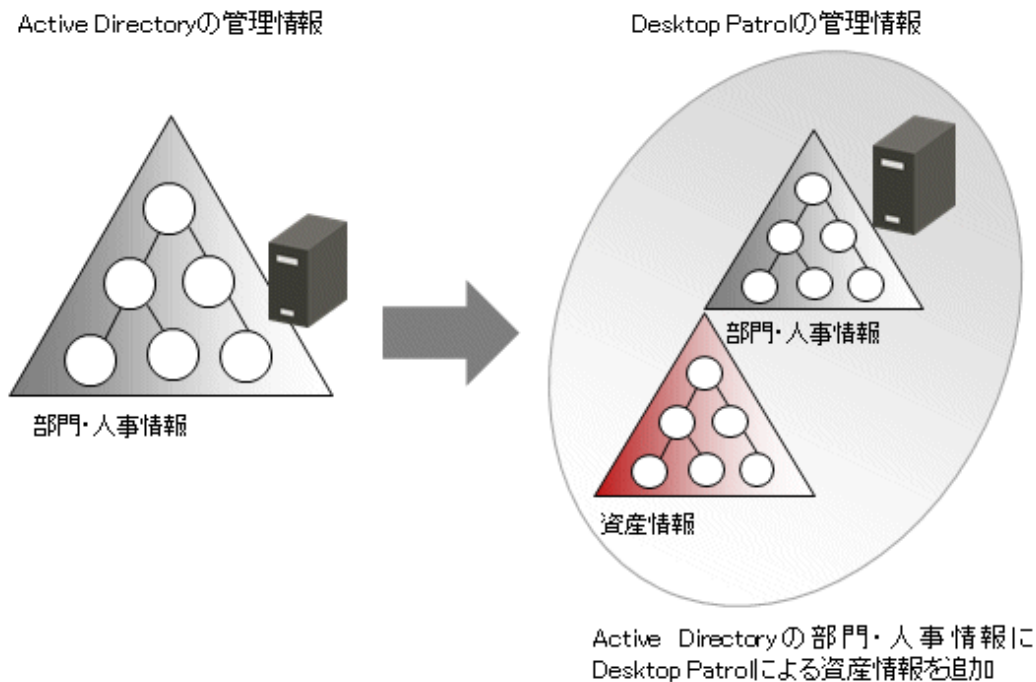 Active Directoryの管理情報
Desktop Patrolの管理情報
部門・人事情報
部門・人事情報
資産情報
Active Directoryの部門・人事情報に
Desktop Patrolによる資産情報を追加